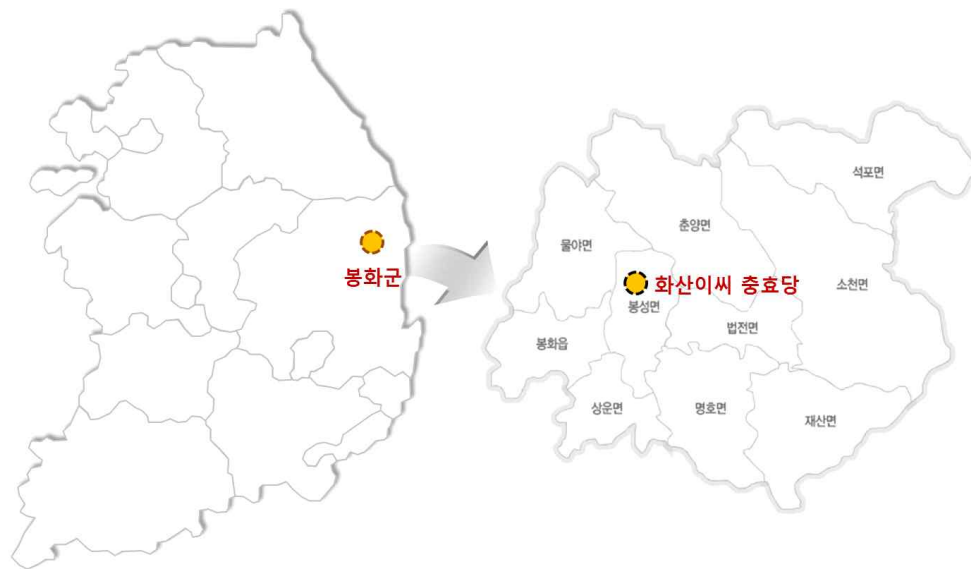 봉화군
석포면
춘양면
물야면
화산이씨 충효당
소천면
봉성면
법전면
봉화읍
상운면
명호면
재산면